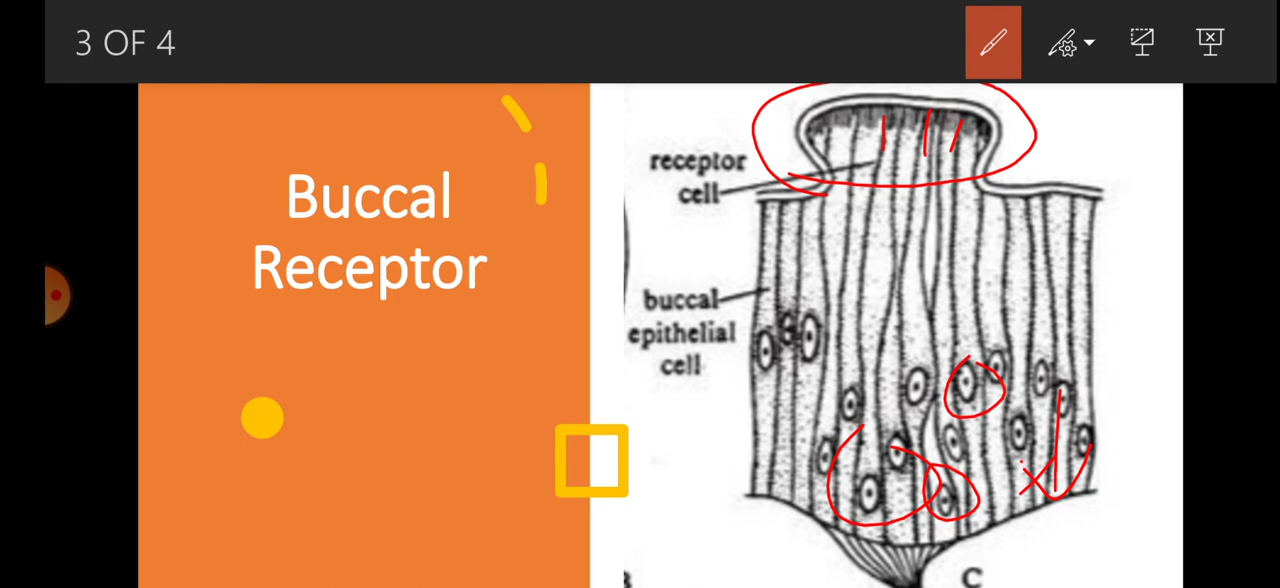 3 OF 4
Buccal
Receptor
receptor
cell
buccal
epithelial
cell
C